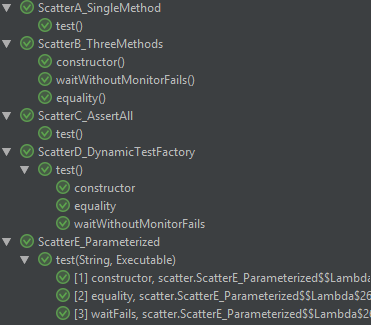 ScatterA_SingleMethod
test()
ScatterB_ThreeMethods
constructor()
waitWithoutMonitorFails()
equality()
ScatterC_AssertAll
test()
ScatterD_DynamicTestFactory
test()
constructor
equality
waitWithoutMonitorFails
ScatterE_Parameterized
test(String, Executable)
[1] constructor, scatter.ScatterE_Parameterized$$Lambda
[2] equality, scatter.ScatterE_Parameterized$$Lambda$26
[3] waitFails, scatter.ScatterE_Parameterized$$Lambda$2